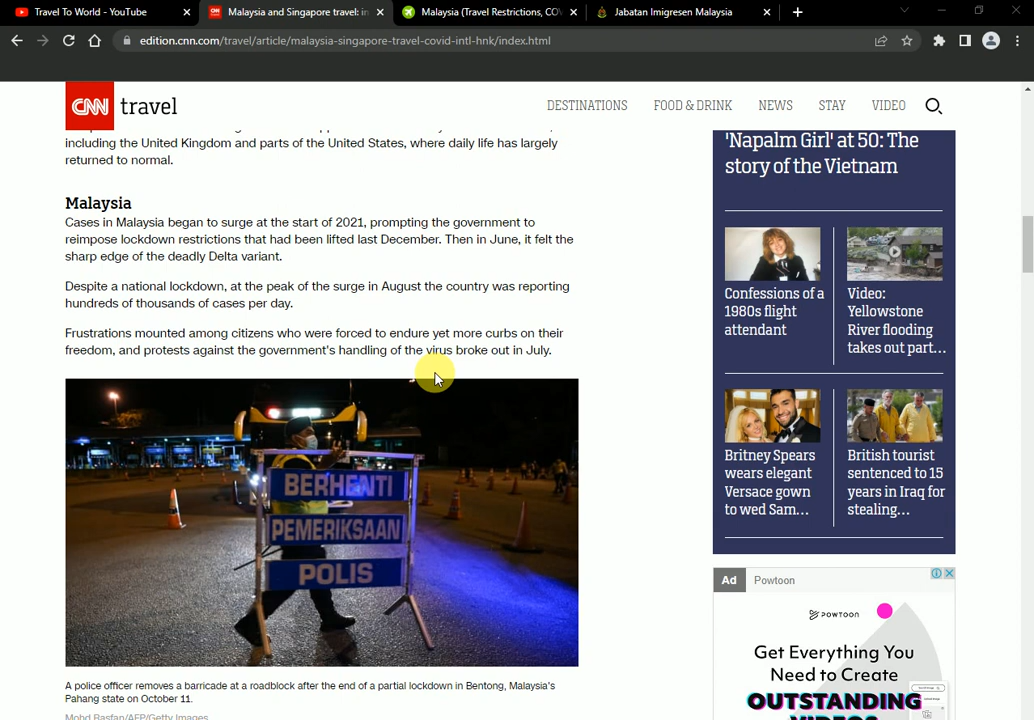 Travel To World - YouTube
Malaysia and Singapore travel: in
Malaysia (Travel Restrictions, COV
Jabatan Imigresen Malaysia
edition.cnn.com/travel/article/malaysia-singapore-travel-covid-intl-hnk/index.html
CNN travel
DESTINATIONS FOOD & DRINK NEWS STAY VIDEO
including the United Kingdom and parts of the United States, where daily life has largely
returned to normal.
Malaysia
Cases in Malaysia began to surge at the start of 2021, prompting the government to
reimpose lockdown restrictions that had been lifted last December. Then in June, it felt the
sharp edge of the deadly Delta variant.
Despite a national lockdown, at the peak of the surge in August the country was reporting
hundreds of thousands of cases per day.
Frustrations mounted among citizens who were forced to endure yet more curbs on their
freedom, and protests against the government's handling of the virus broke out in July.
BERHENTI
PEMERIKSAAN
POLIS
A police officer removes a barricade at a roadblock after the end of a partial lockdown in Bentong, Malaysia's
Pahang state on October 11.
Mohd Rasfan/AFP/Getty Images
'Napalm Girl' at 50: The
story of the Vietnam
Confessions of a
1980s flight
attendant
Video:
Yellowstone
River flooding
takes out part...
Britney Spears
wears elegant
Versace gown
to wed Sam...
British tourist
sentenced to 15
years in Iraq for
stealing...
Ad Powtoon
POWTOON
Get Everything You
Need to Create
OUTSTANDING
VIDEOS